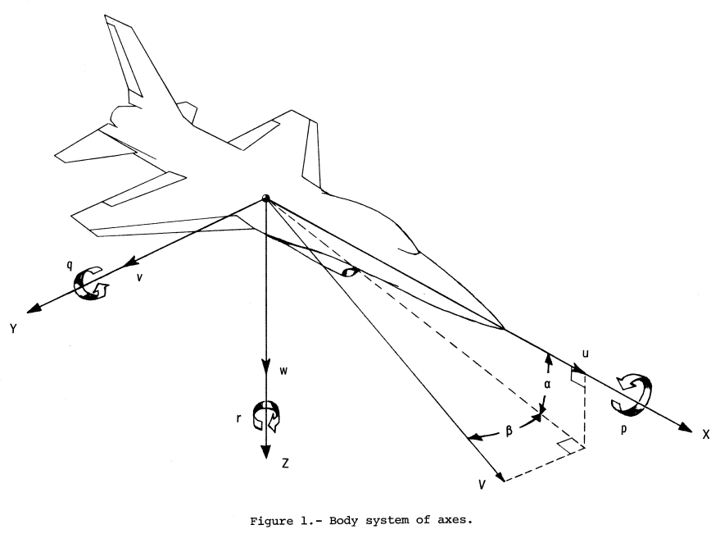 q
v
Y
w
r
Z
u
α
β
p
X
V
Figure 1.- Body system of axes.